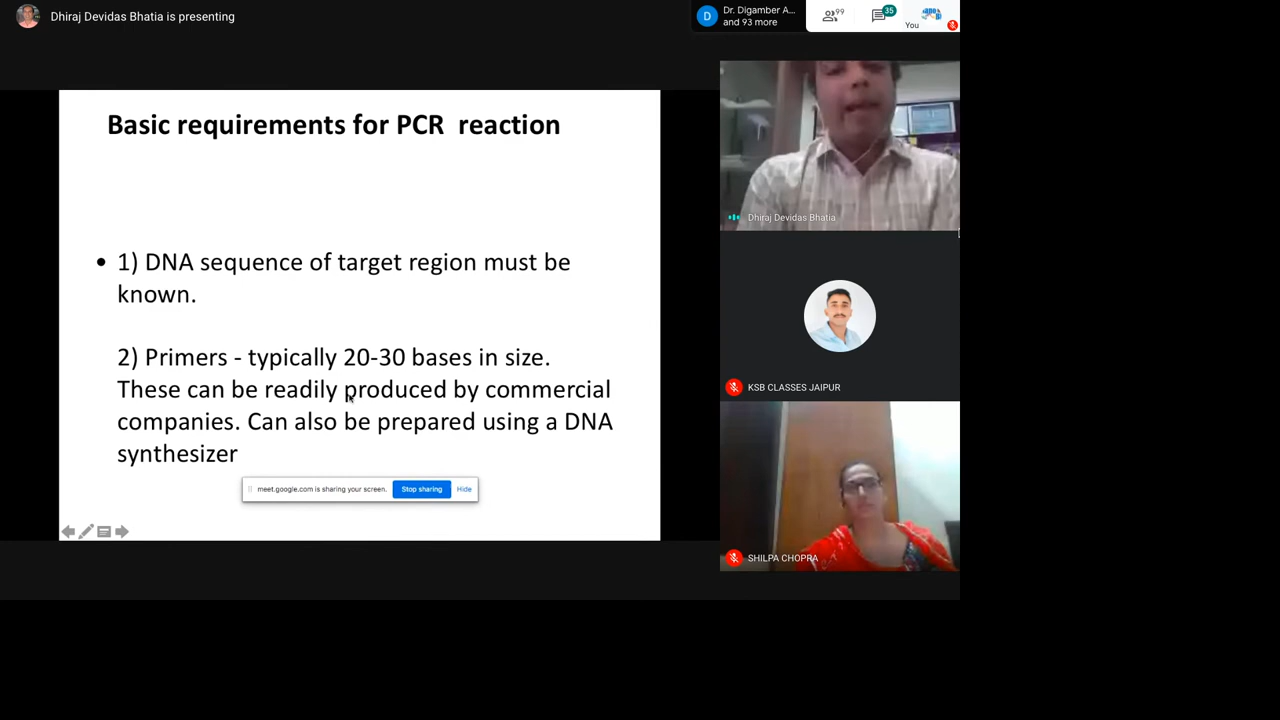 Dhiraj Devidas Bhatia is presenting
D
Dr. Digamber A...
and 93 more
99
35
You
Basic requirements for PCR reaction
• 1) DNA sequence of target region must be
known.
2) Primers - typically 20-30 bases in size.
These can be readily produced by commercial
companies. Can also be prepared using a DNA
synthesizer
meet.google.com is sharing your screen.
Stop sharing
Hide
Dhiraj Devidas Bhatia
KSB CLASSES JAIPUR
SHILPA CHOPRA